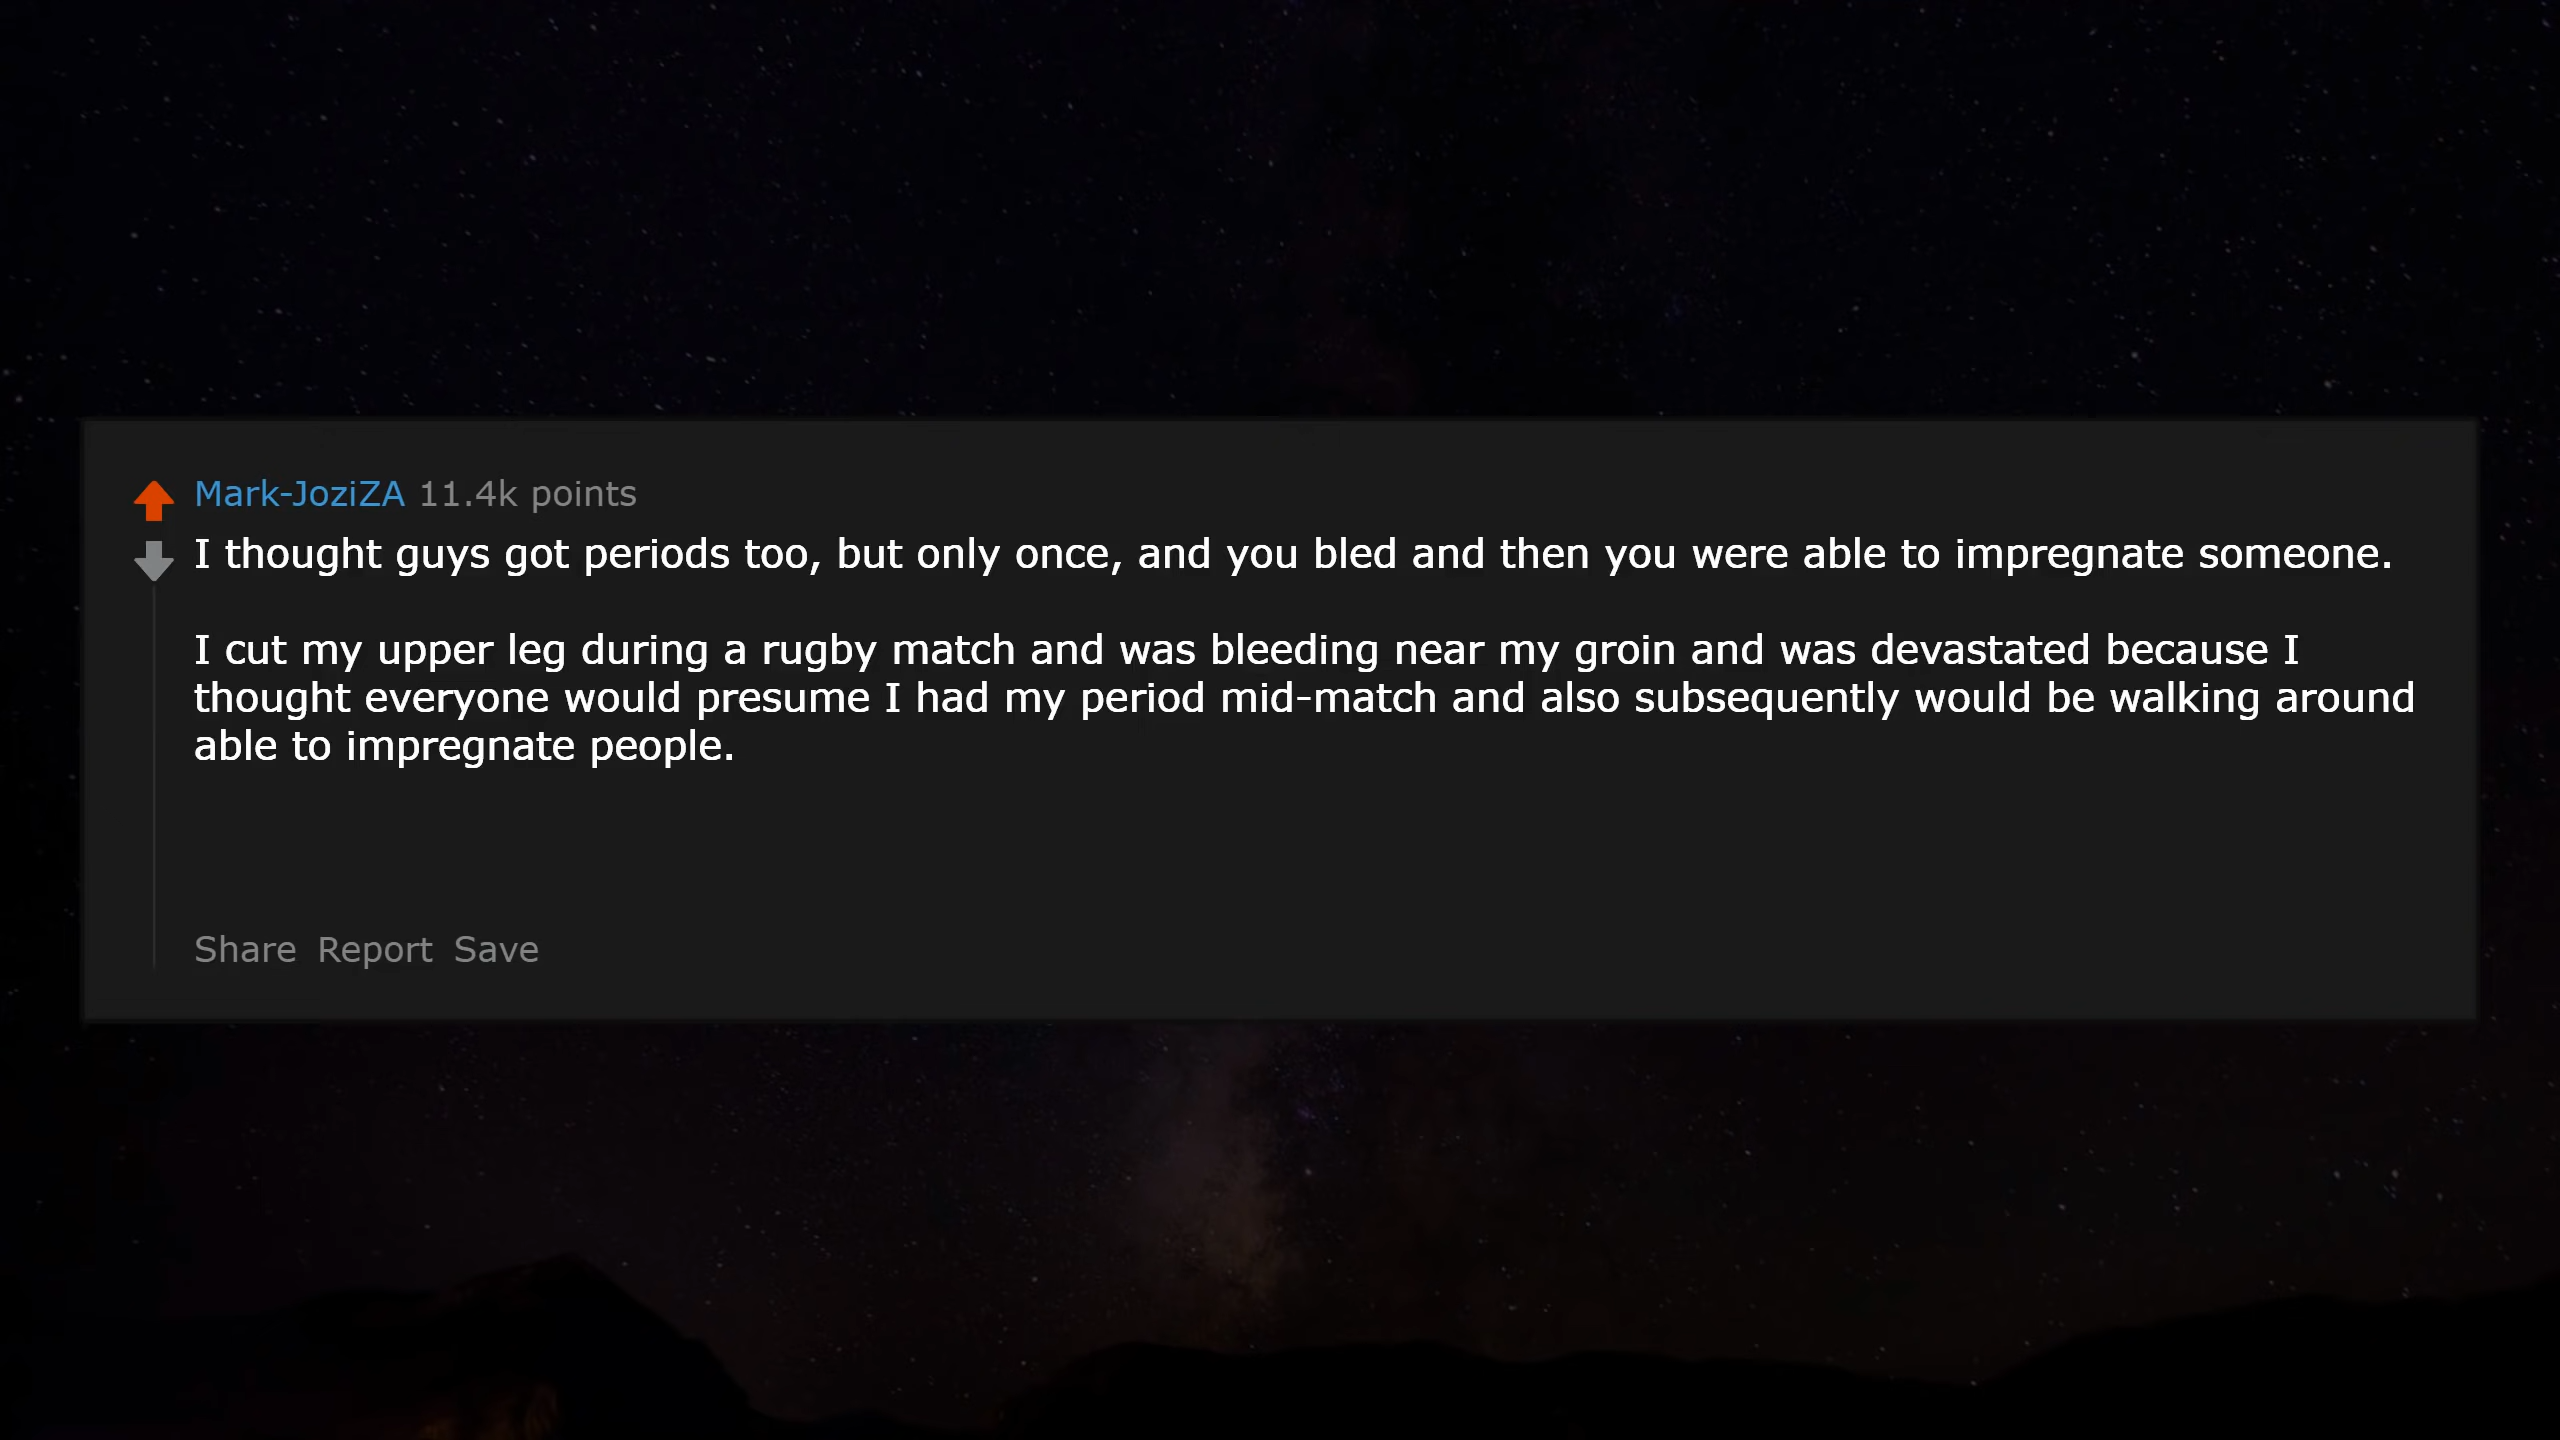 Mark-JoziZA 11.4k points
I thought guys got periods too, but only once, and you bled and then you were able to impregnate someone.
I cut my upper leg during a rugby match and was bleeding near my groin and was devastated because I
thought everyone would presume I had my period mid-match and also subsequently would be walking around
able to impregnate people.
Share Report Save